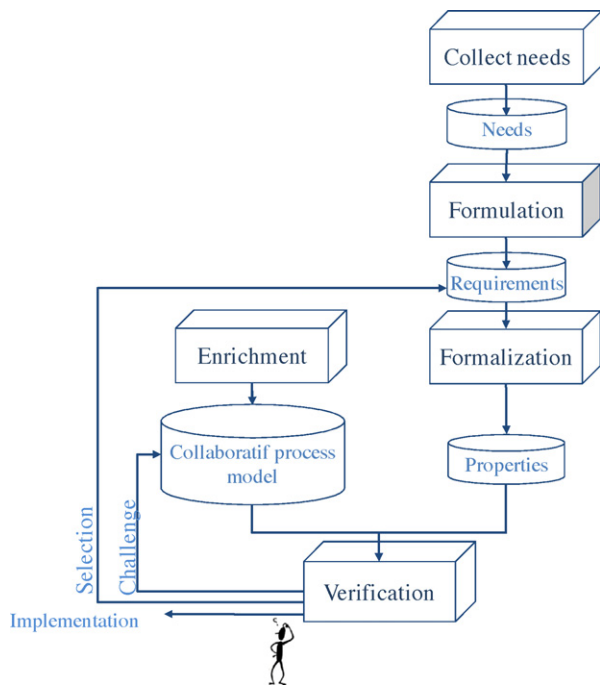 Collect needs
Needs
Formulation
Requirements
Enrichment
Formalization
Collaboratif process
model
Properties
Selection
Challenge
Verification
Implementation